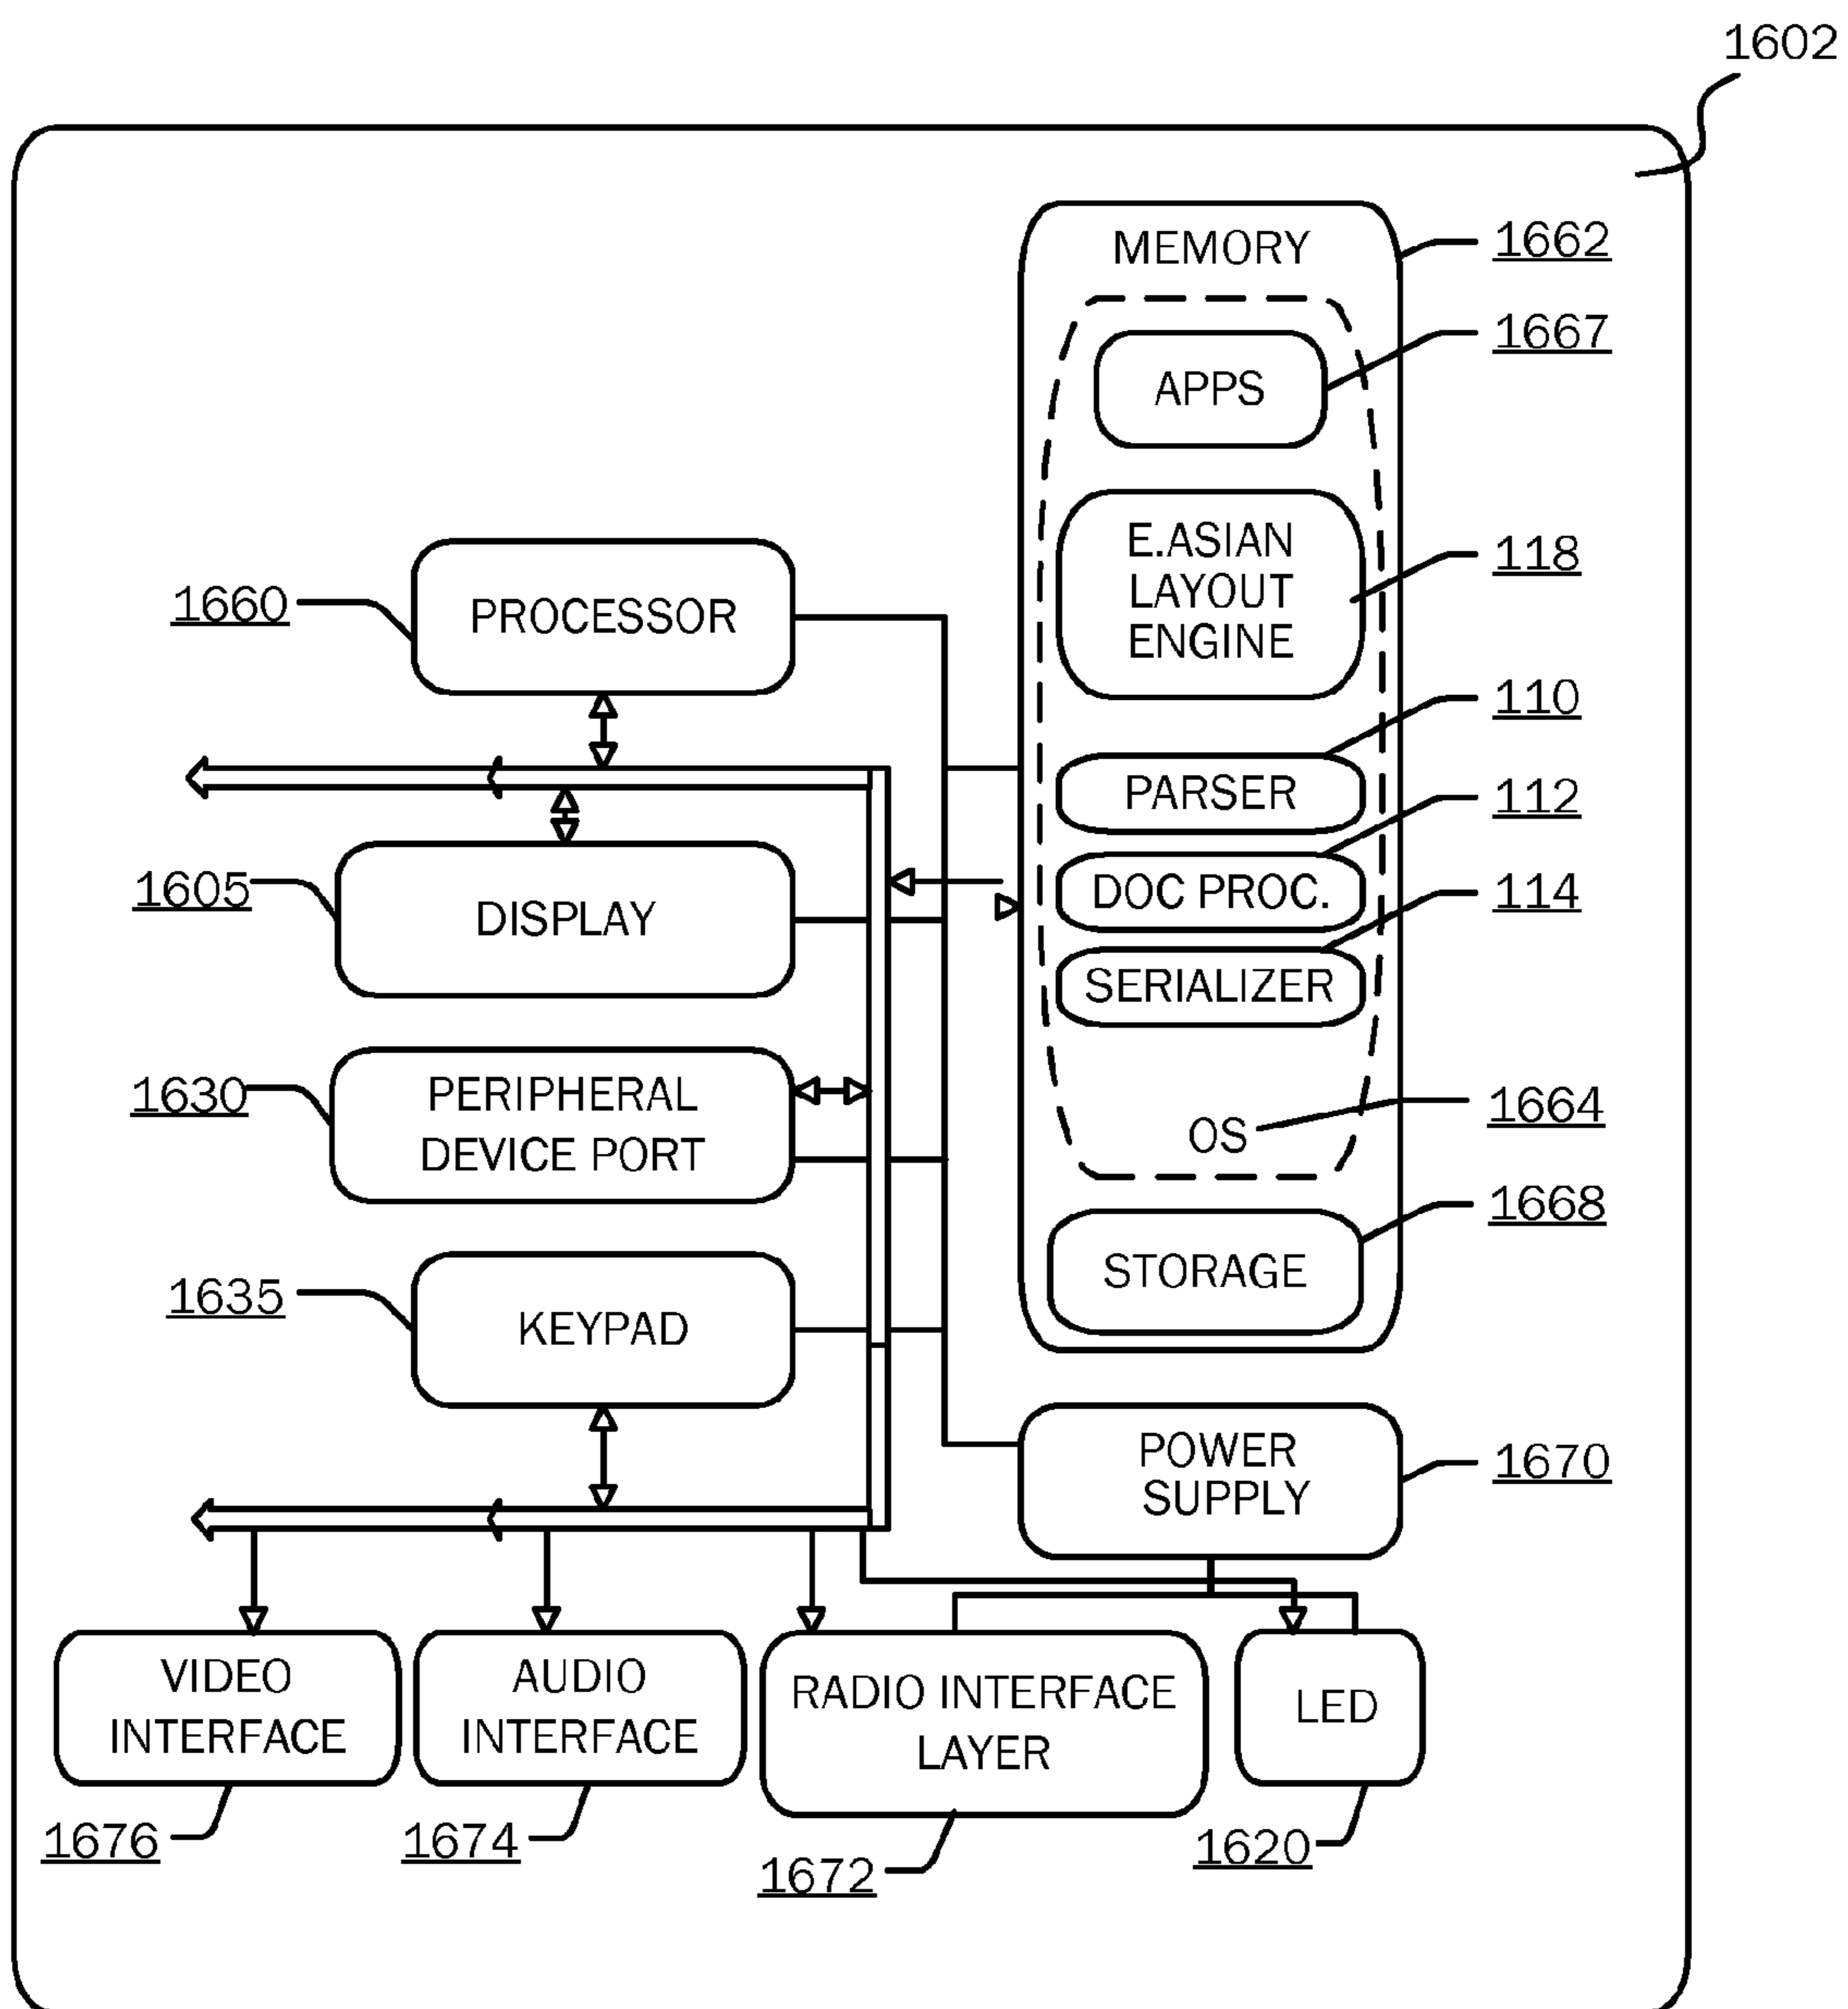 1602
MEMORY
1662
APPS
1667
E.ASIAN
LAYOUT
ENGINE
118
PROCESSOR
1660
110
PARSER
112
DOC PROC.
114
SERIALIZER
1605
DISPLAY
1630
PERIPHERAL
DEVICE PORT
OS
1664
1668
STORAGE
1635
KEYPAD
POWER
SUPPLY
1670
VIDEO
INTERFACE
AUDIO
INTERFACE
RADIO INTERFACE
LAYER
LED
1676
1674
1672
1620